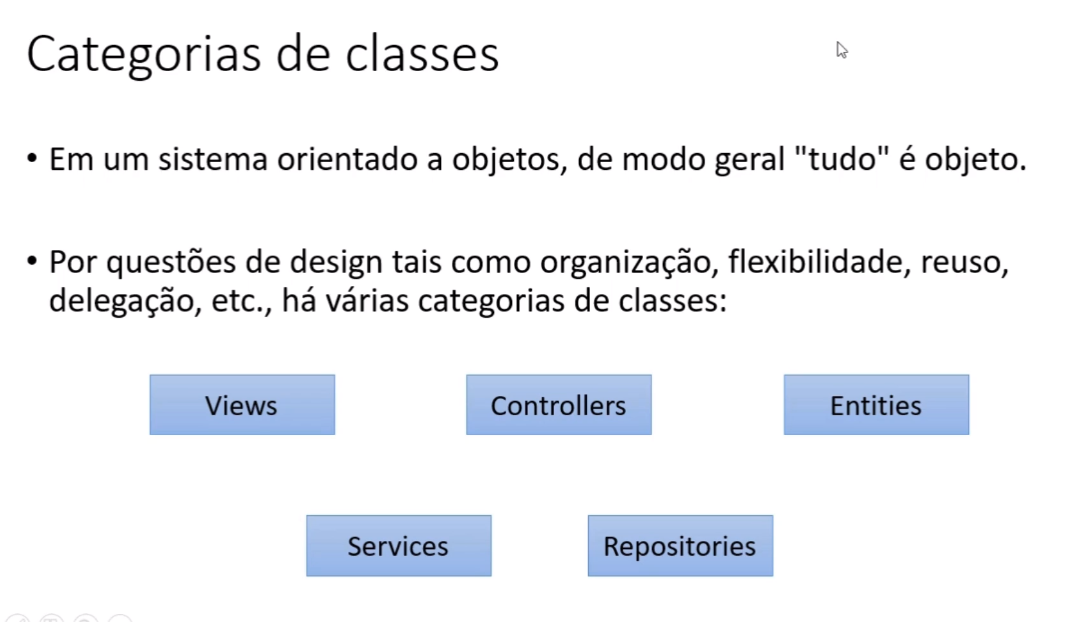 Categorias de classes
• Em um sistema orientado a objetos, de modo geral "tudo" é objeto.
• Por questões de design tais como organização, flexibilidade, reuso,
delegação, etc., há várias categorias de classes:
Views
Controllers
Entities
Services
Repositories